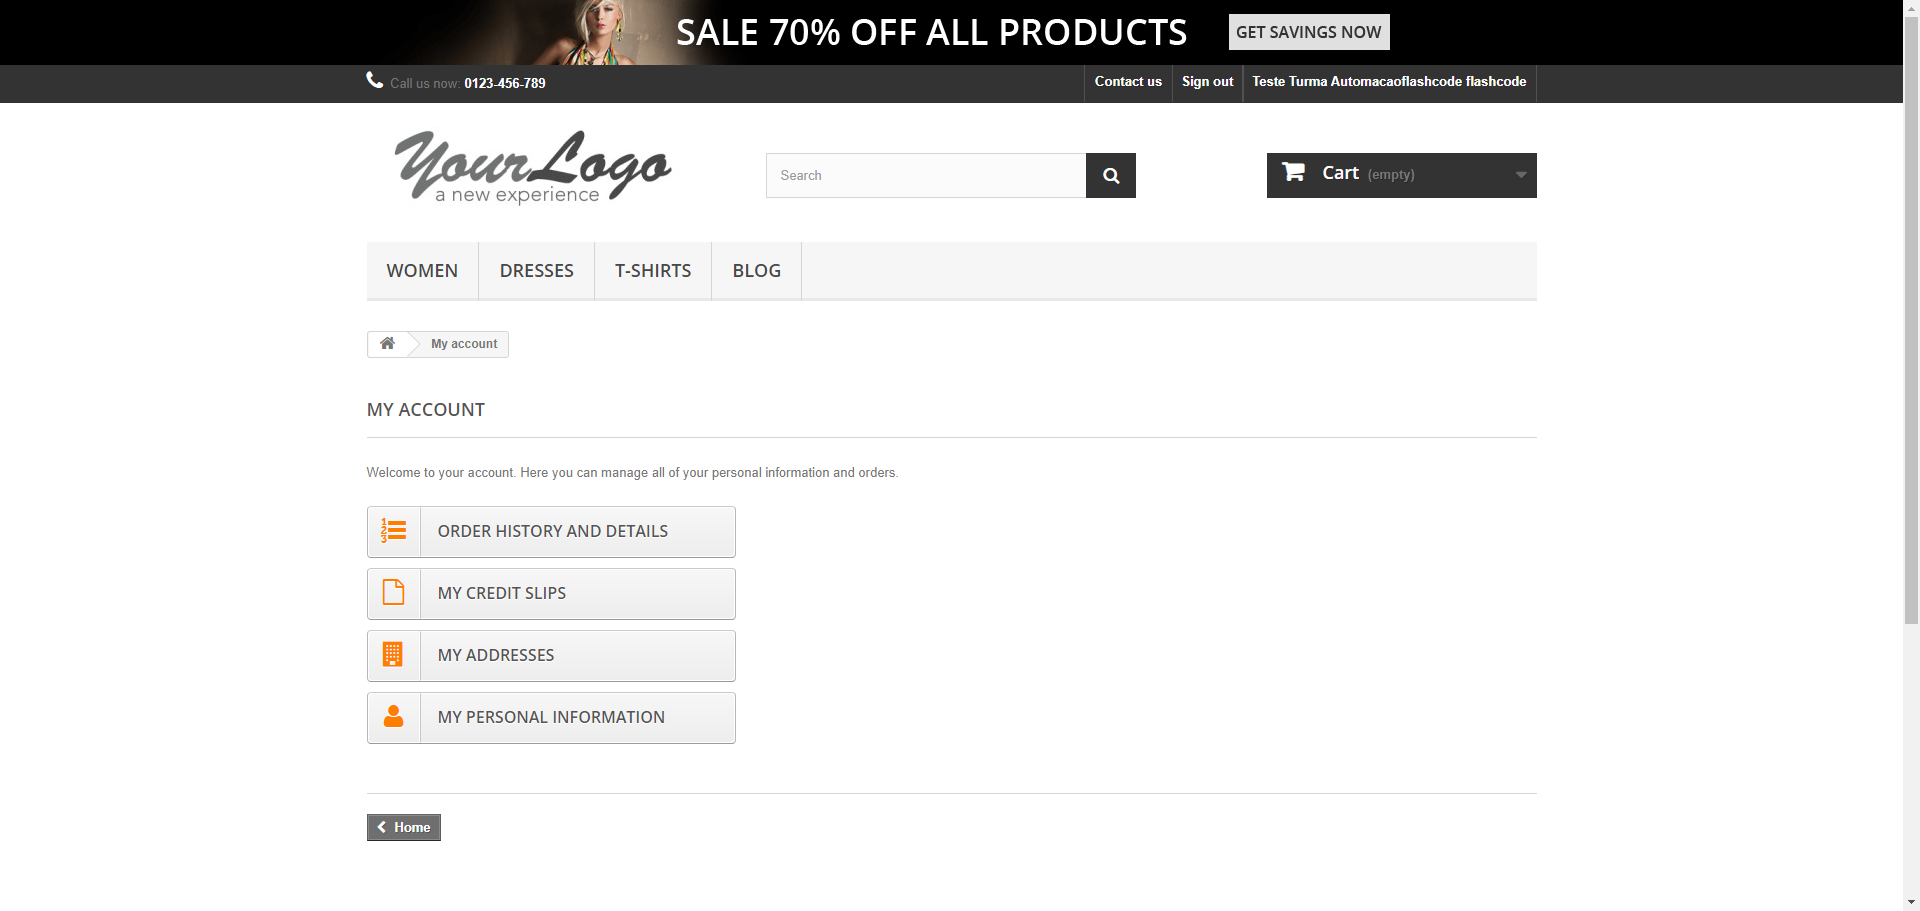 SALE 70% OFF ALL PRODUCTS GET SAVINGS NOW
Call us now: 0123-456-789 Contact us Sign out Teste Turma Automacaoflashcode flashcode
YourLogo
a new experience
Search
Cart (empty)
WOMEN DRESSES T-SHIRTS BLOG
My account
MY ACCOUNT
Welcome to your account. Here you can manage all of your personal information and orders.
ORDER HISTORY AND DETAILS
MY CREDIT SLIPS
MY ADDRESSES
MY PERSONAL INFORMATION
Home